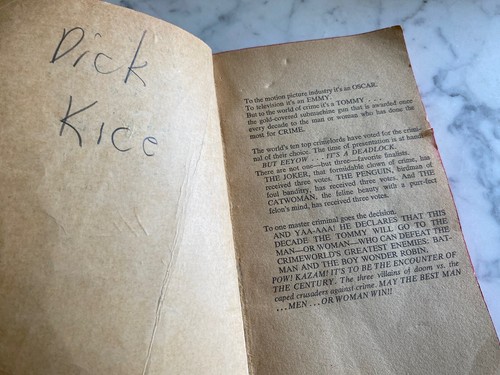 Dick
Kice
To the motion picture industry it's an OSCAR.
To television it's an EMMY.
But to the world of crime it's a TOMMY . . .
the gold-covered submachine gun that is awarded once
every decade to the man or woman who has done the
most for CRIME.
The world's ten top crimelords have voted for the crimi-
nal of their choice. The time of presentation is at hand
BUT EEYOW . . . IT'S A DEADLOCK.
There are not one—but three—favorite finalists.
THE JOKER, that formidable clown of crime, has
received three votes. THE PENGUIN, birdman of
foul banditry, has received three votes. And THE
CATWOMAN, the feline beauty with a purr-fect
felon's mind, has received three votes.
To one master criminal goes the decision.
AND YAA-AAA! HE DECLARES THAT THIS
DECADE THE TOMMY WILL GO TO THE
MAN—OR WOMAN—WHO CAN DEFEAT THE
CRIMEWORLD'S GREATEST ENEMIES: BAT-
MAN AND THE BOY WONDER ROBIN.
POW! KAZAM! IT'S TO BE THE ENCOUNTER OF
THE CENTURY. The three villains of doom vs. the
caped crusaders against crime. MAY THE BEST MAN
. . . MEN . . . OR WOMAN WIN!!